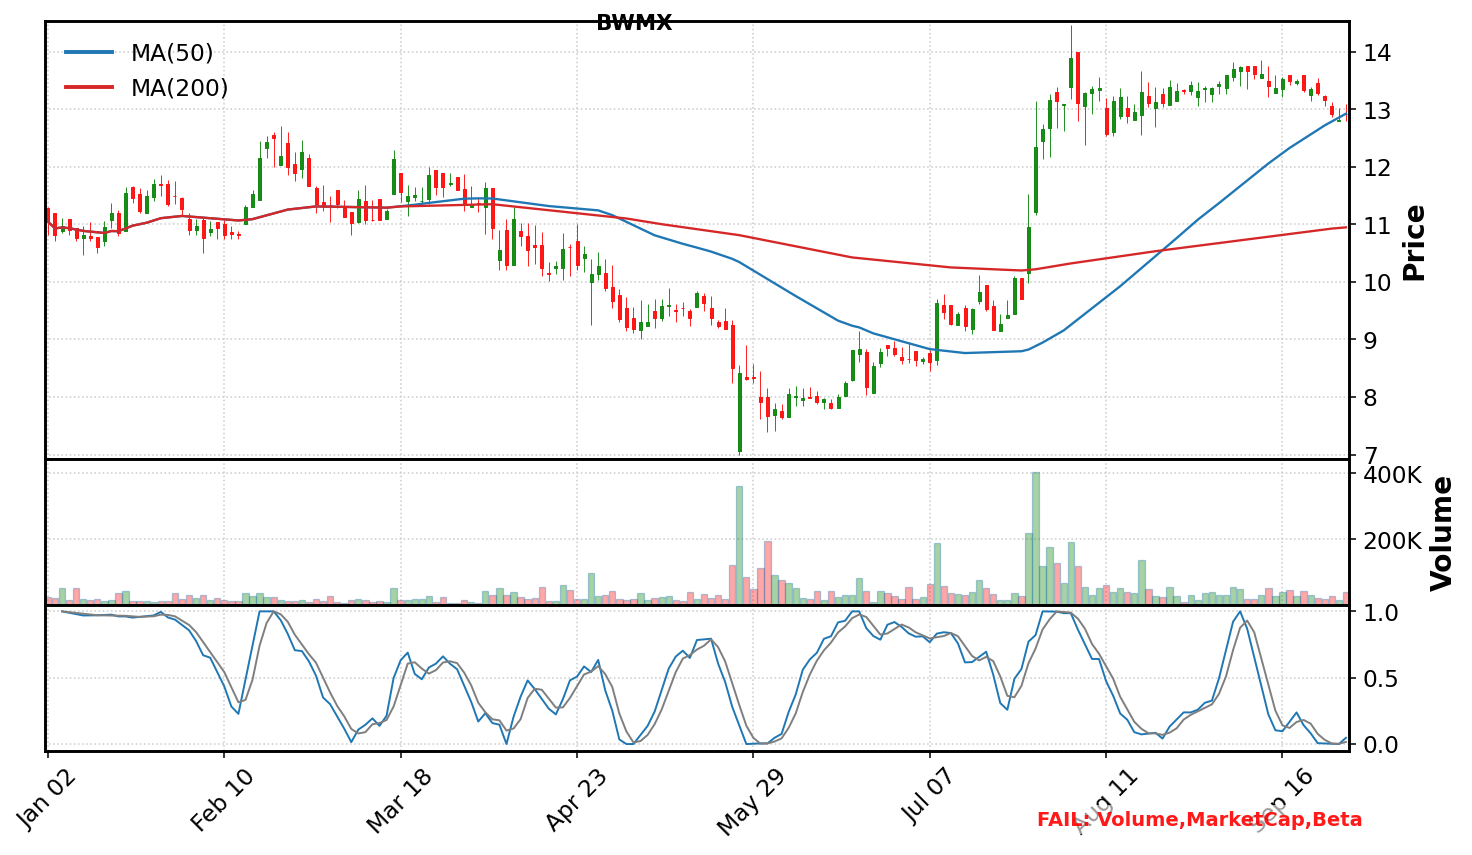 BWMX
MA(50)
MA(200)
14
13
12
11
10
9
8
7
Price
400K
200K
Volume
1.0
0.5
0.0
Jan 02
Feb 10
Mar 18
Apr 23
May 29
Jul 07
Aug 11
Sep 16
FAIL: Volume,MarketCap,Beta